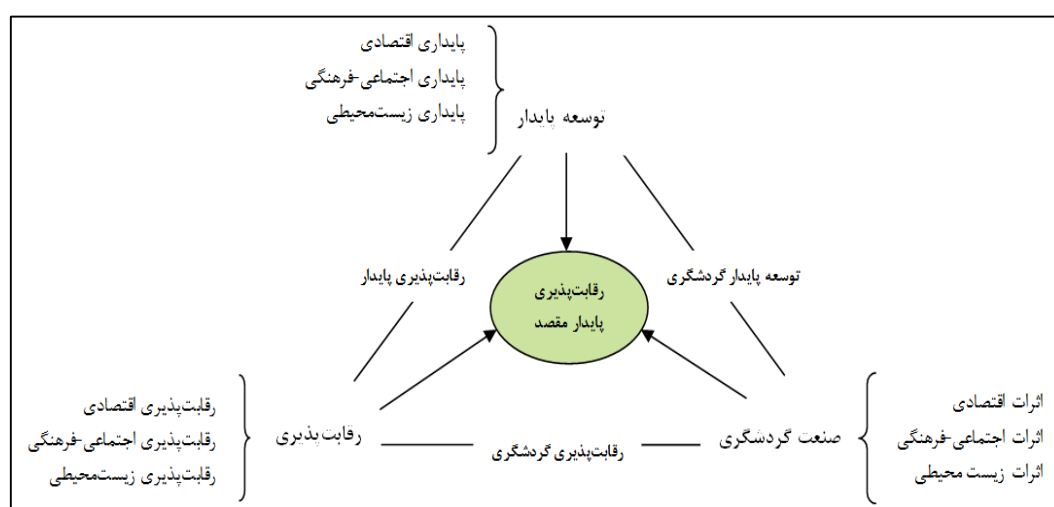 پایداری اقتصادی
پایداری اجتماعی-فرهنگی
پایداری زیست‌محیطی
توسعه پایدار
رقابت‌پذیری پایدار
توسعه پایدار گردشگری
رقابت‌پذیری
پایدار مقصد
اثرات اقتصادی
اثرات اجتماعی-فرهنگی
اثرات زیست محیطی
صنعت گردشگری
رقابت‌پذیری گردشگری
رقابت‌پذیری
رقابت‌پذیری اقتصادی
رقابت‌پذیری اجتماعی-فرهنگی
رقابت‌پذیری زیست‌محیطی